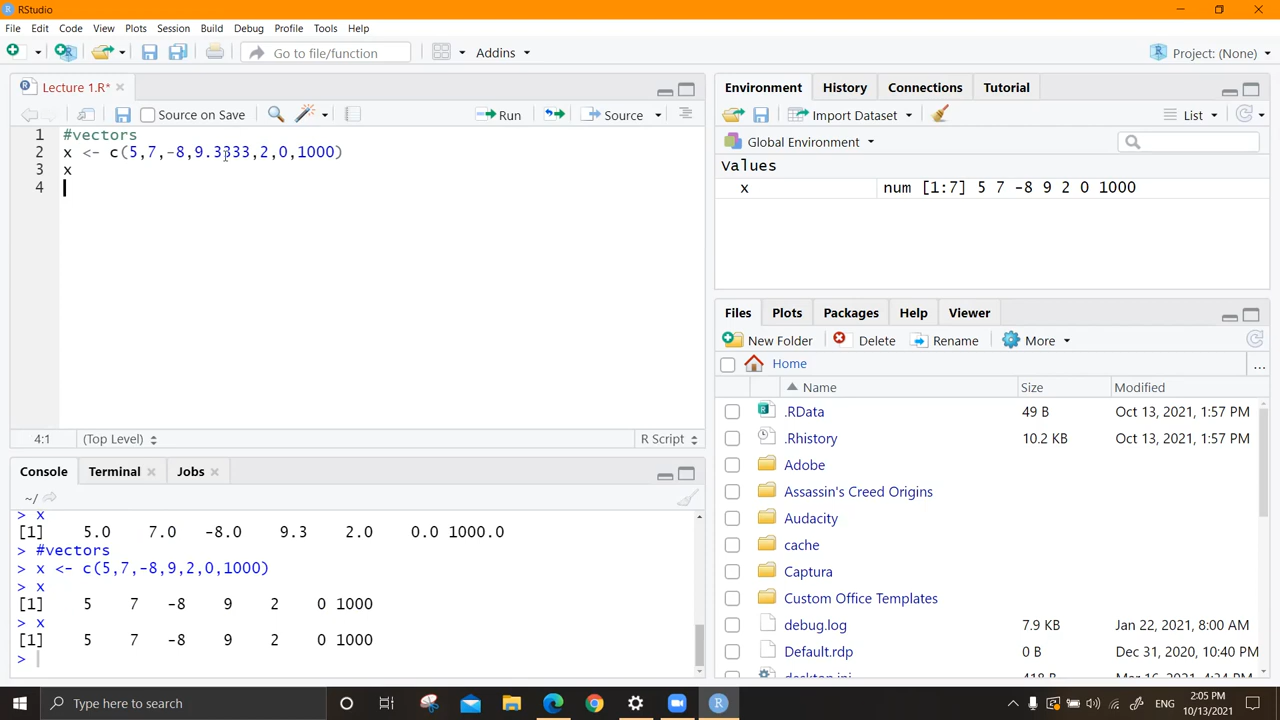 RStudio
File Edit Code View Plots Session Build Debug Profile Tools Help
Go to file/function Addins Project: (None)
Lecture 1.R*
Source on Save Run Source
1 #vectors
2 x <- c(5,7,-8,9.3333,2,0,1000)
3 x
4
4:1 (Top Level) R Script
Console Terminal Jobs
~/
> x
[1] 5.0 7.0 -8.0 9.3 2.0 0.0 1000.0
> #vectors
> x <- c(5,7,-8,9,2,0,1000)
> x
[1] 5 7 -8 9 2 0 1000
> x
[1] 5 7 -8 9 2 0 1000
>
Environment History Connections Tutorial
Import Dataset List
Global Environment
Values
x num [1:7] 5 7 -8 9 2 0 1000
Files Plots Packages Help Viewer
New Folder Delete Rename More
Home ...
Name Size Modified
.RData 49 B Oct 13, 2021, 1:57 PM
.Rhistory 10.2 KB Oct 13, 2021, 1:57 PM
Adobe
Assassin's Creed Origins
Audacity
cache
Captura
Custom Office Templates
debug.log 7.9 KB Jan 22, 2021, 8:00 AM
Default.rdp 0 B Dec 31, 2020, 10:40 PM
desktop.ini 418 B Mar 16, 2021, 4:23
Type here to search ENG 2:05 PM
10/13/2021